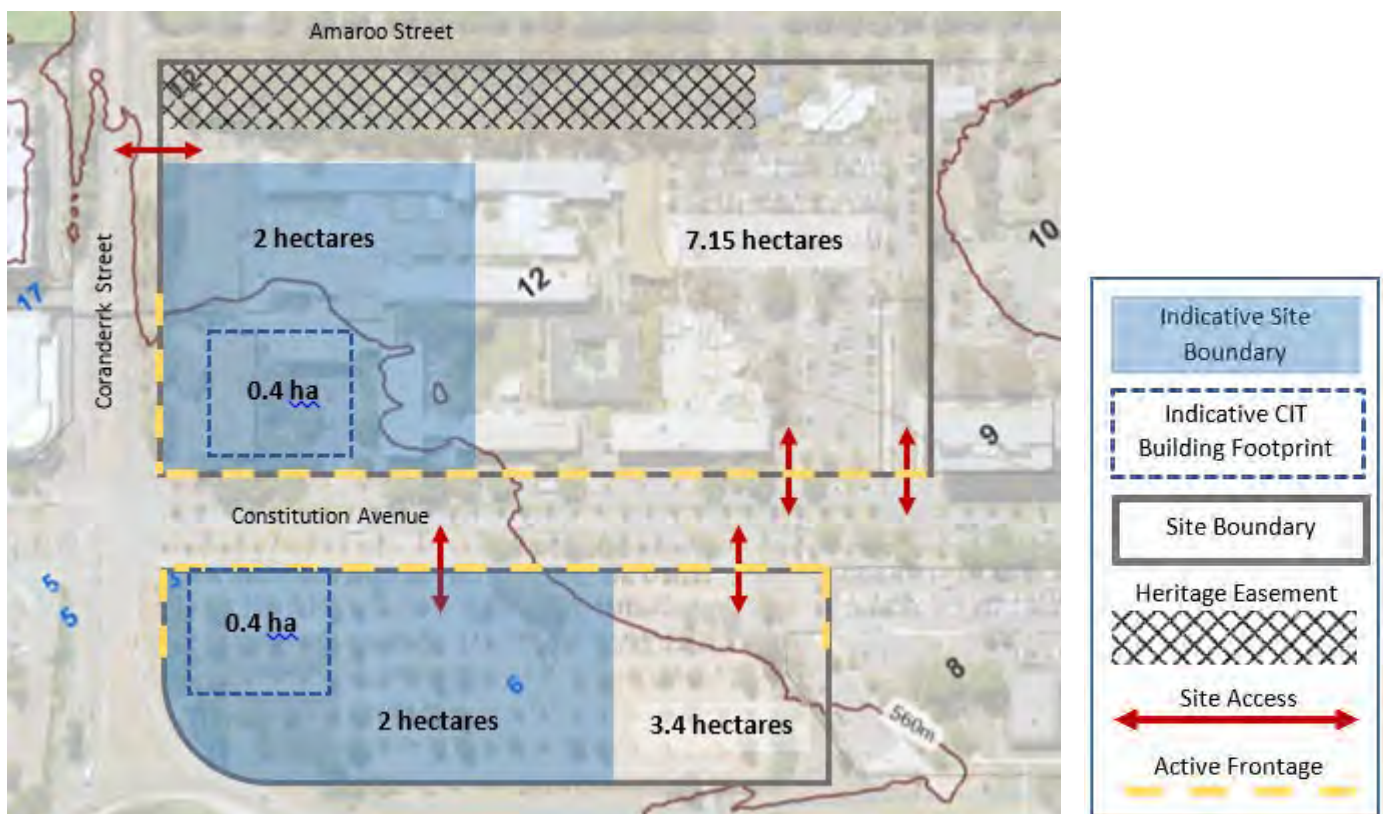 Amaroo Street
12
Coranderrk Street
2 hectares
7.15 hectares
10
17
12
0.4 ha
9
Constitution Avenue
5
5
5
0.4 ha
6
8
2 hectares
3.4 hectares
560m
Indicative Site
Boundary
Indicative CIT
Building Footprint
Site Boundary
Heritage Easement
Site Access
Active Frontage